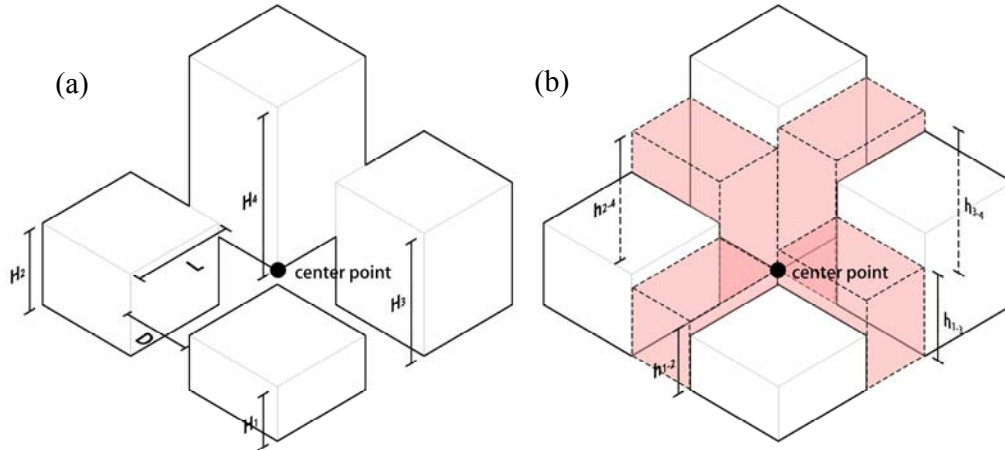 (a)
H4
H2
L
center point
H3
D
H1
(b)
h2-4
h3-4
center point
h1-3
h1-2